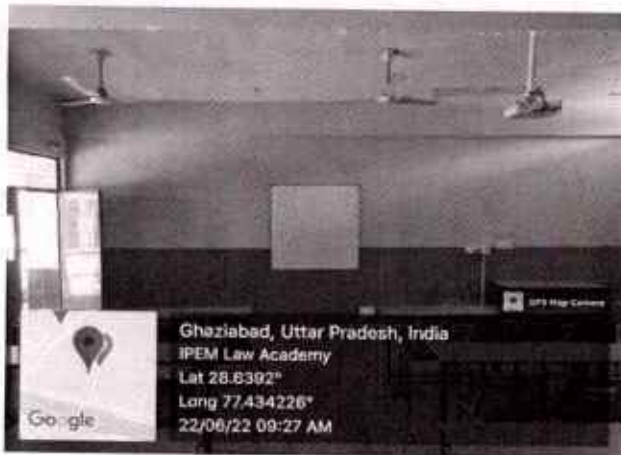 GPS Map Camera
Ghaziabad, Uttar Pradesh, India
IPEM Law Academy
Lat 28.6392°
Long 77.434226°
22/06/22 09:27 AM
Google